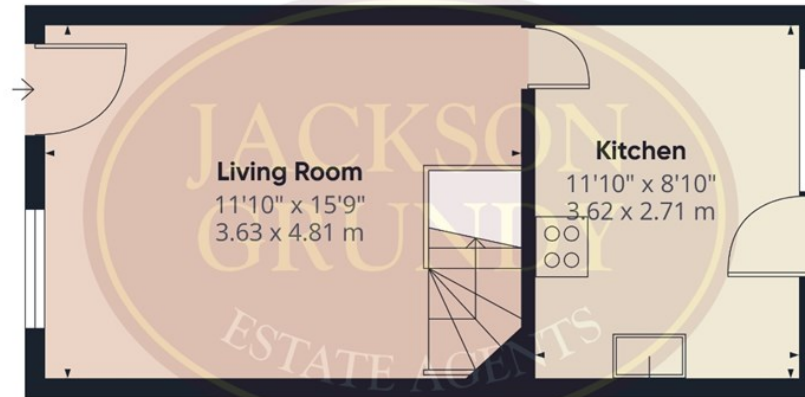 JACKSON
GRUNDY
ESTATE AGENTS
Living Room
11'10" x 15'9"
3.63 x 4.81 m
Kitchen
11'10" x 8'10"
3.62 x 2.71 m